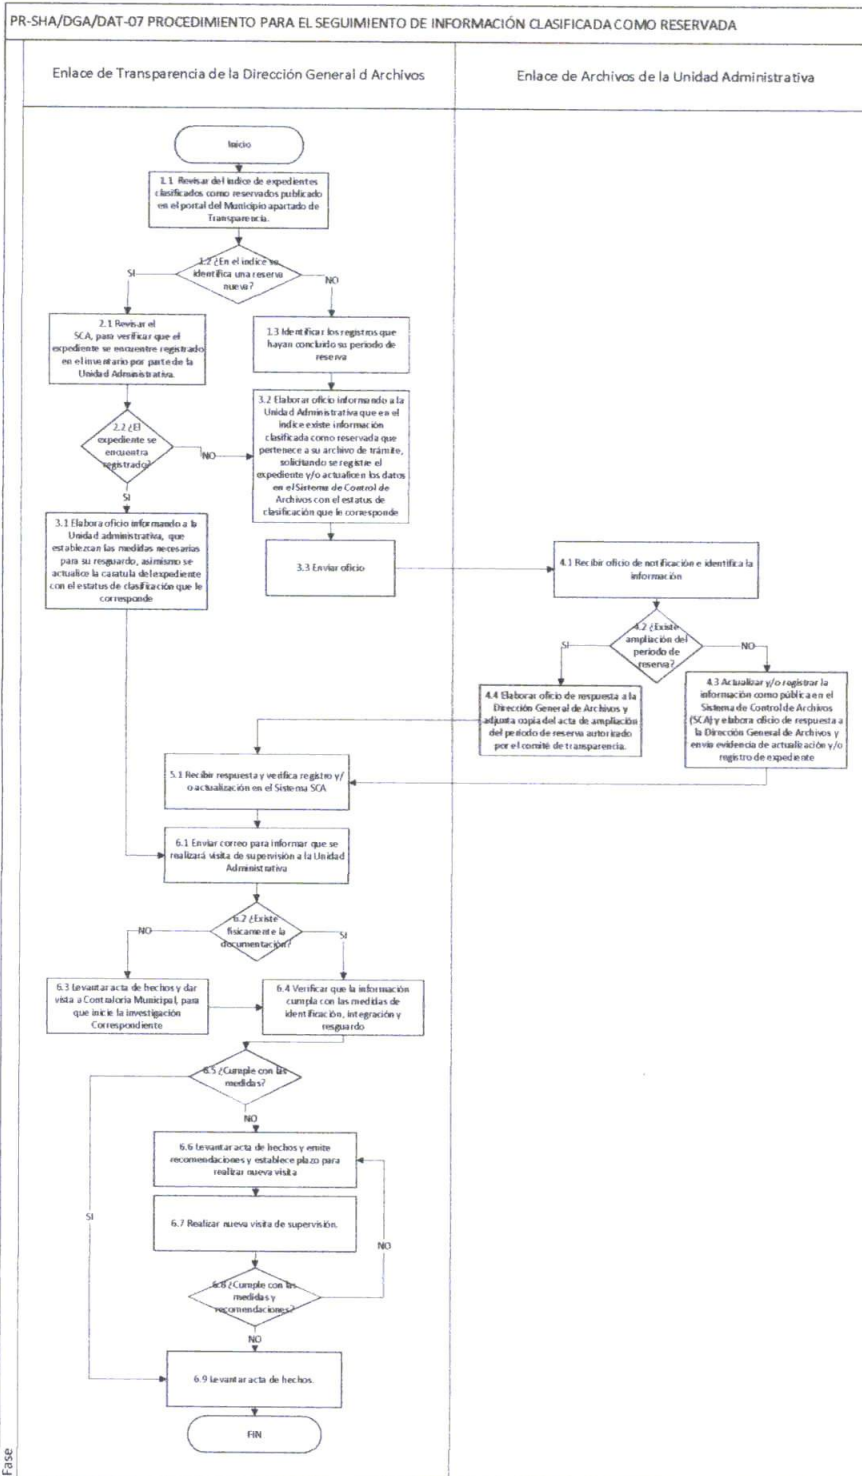 PR-SHA/DGA/DAT-07 PROCEDIMIENTO PARA EL SEGUIMIENTO DE INFORMACIÓN CLASIFICADA COMO RESERVADA
Enlace de Transparencia de la Dirección General d Archivos
Enlace de Archivos de la Unidad Administrativa
Inicio
1.1 Revisar del índice de expedientes
clasificados como reservados publicado
en el portal del Municipio apartado de
Transparencia.
1.2 ¿En el índice se
identifica una reserva
nueva?
SI
NO
2.1 Revisar el
SCA, para verificar que el
expediente se encuentre registrado
en el inventario por parte de la
Unidad Administrativa.
1.3 Identificar los registros que
hayan concluido su periodo de
reserva
2.2 ¿El
expediente se
encuentra
registrado?
NO
SI
3.2 Elaborar oficio informando a la
Unidad Administrativa que en el
índice existe información
clasificada como reservada que
pertenece a su archivo de trámite,
solicitando se registre el
expediente y/o actualicen los datos
en el Sistema de Control de
Archivos con el estatus de
clasificación que le corresponde
3.1 Elabora oficio informando a la
Unidad administrativa, que
establezcan las medidas necesarias
para su resguardo, asimismo se
actualice la caratula del expediente
con el estatus de clasificación que le
corresponde
3.3 Enviar oficio
4.1 Recibir oficio de notificación e identifica la
información
4.2 ¿Existe
ampliación del
periodo de
reserva?
SI
NO
4.4 Elaborar oficio de respuesta a la
Dirección General de Archivos y
adjunta copia del acta de ampliación
del período de reserva autorizado
por el comité de transparencia.
4.3 Actualizar y/o registrar la
información como pública en el
Sistema de Control de Archivos
(SCA) y elabora oficio de respuesta a
la Dirección General de Archivos y
envía evidencia de actualización y/o
registro de expediente
5.1 Recibir respuesta y verifica registro y/
o actualización en el Sistema SCA
6.1 Enviar correo para informar que se
realizará visita de supervisión a la Unidad
Administrativa
6.2 ¿Existe
físicamente la
documentación?
NO
SI
6.3 Levantar acta de hechos y dar
vista a Contraloría Municipal, para
que inicie la investigación
Correspondiente
6.4 Verificar que la información
cumpla con las medidas de
identificación, integración y
resguardo
6.5 ¿Cumple con las
medidas?
NO
SI
6.6 Levantar acta de hechos y emite
recomendaciones y establece plazo para
realizar nueva visita
6.7 Realizar nueva visita de supervisión.
NO
6.8 ¿Cumple con las
medidas y
recomendaciones?
NO
6.9 Levantar acta de hechos.
FIN
Fase